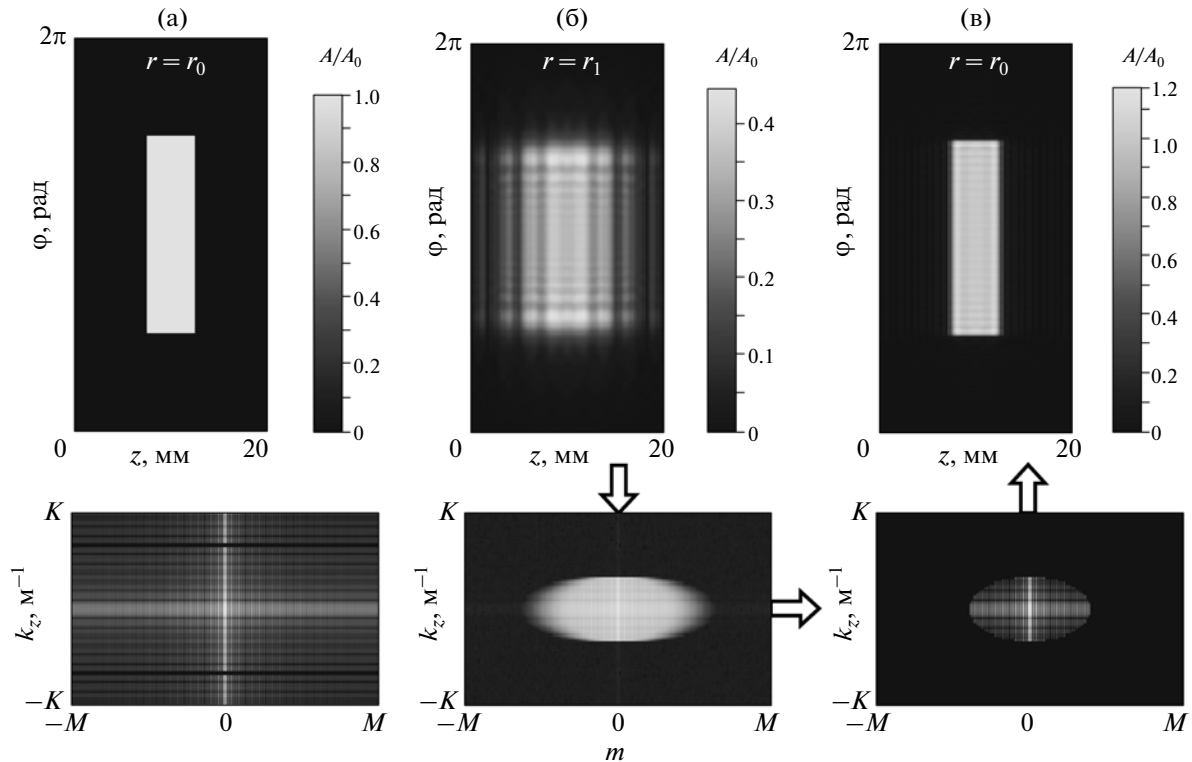 (а) (б) (в)
2π 2π 2π
r = r₀ A/A₀ r = r₁ A/A₀ r = r₀ A/A₀
1.0 0.8 0.6 0.4 0.2 0
0.4 0.3 0.2 0.1 0
1.2 1.0 0.8 0.6 0.4 0.2 0
φ, рад φ, рад φ, рад
0 20 0 20 0 20
z, мм z, мм z, мм
K K K
k_z, м⁻¹ k_z, м⁻¹ k_z, м⁻¹
−K −K −K
−M 0 M −M 0 M −M 0 M
m